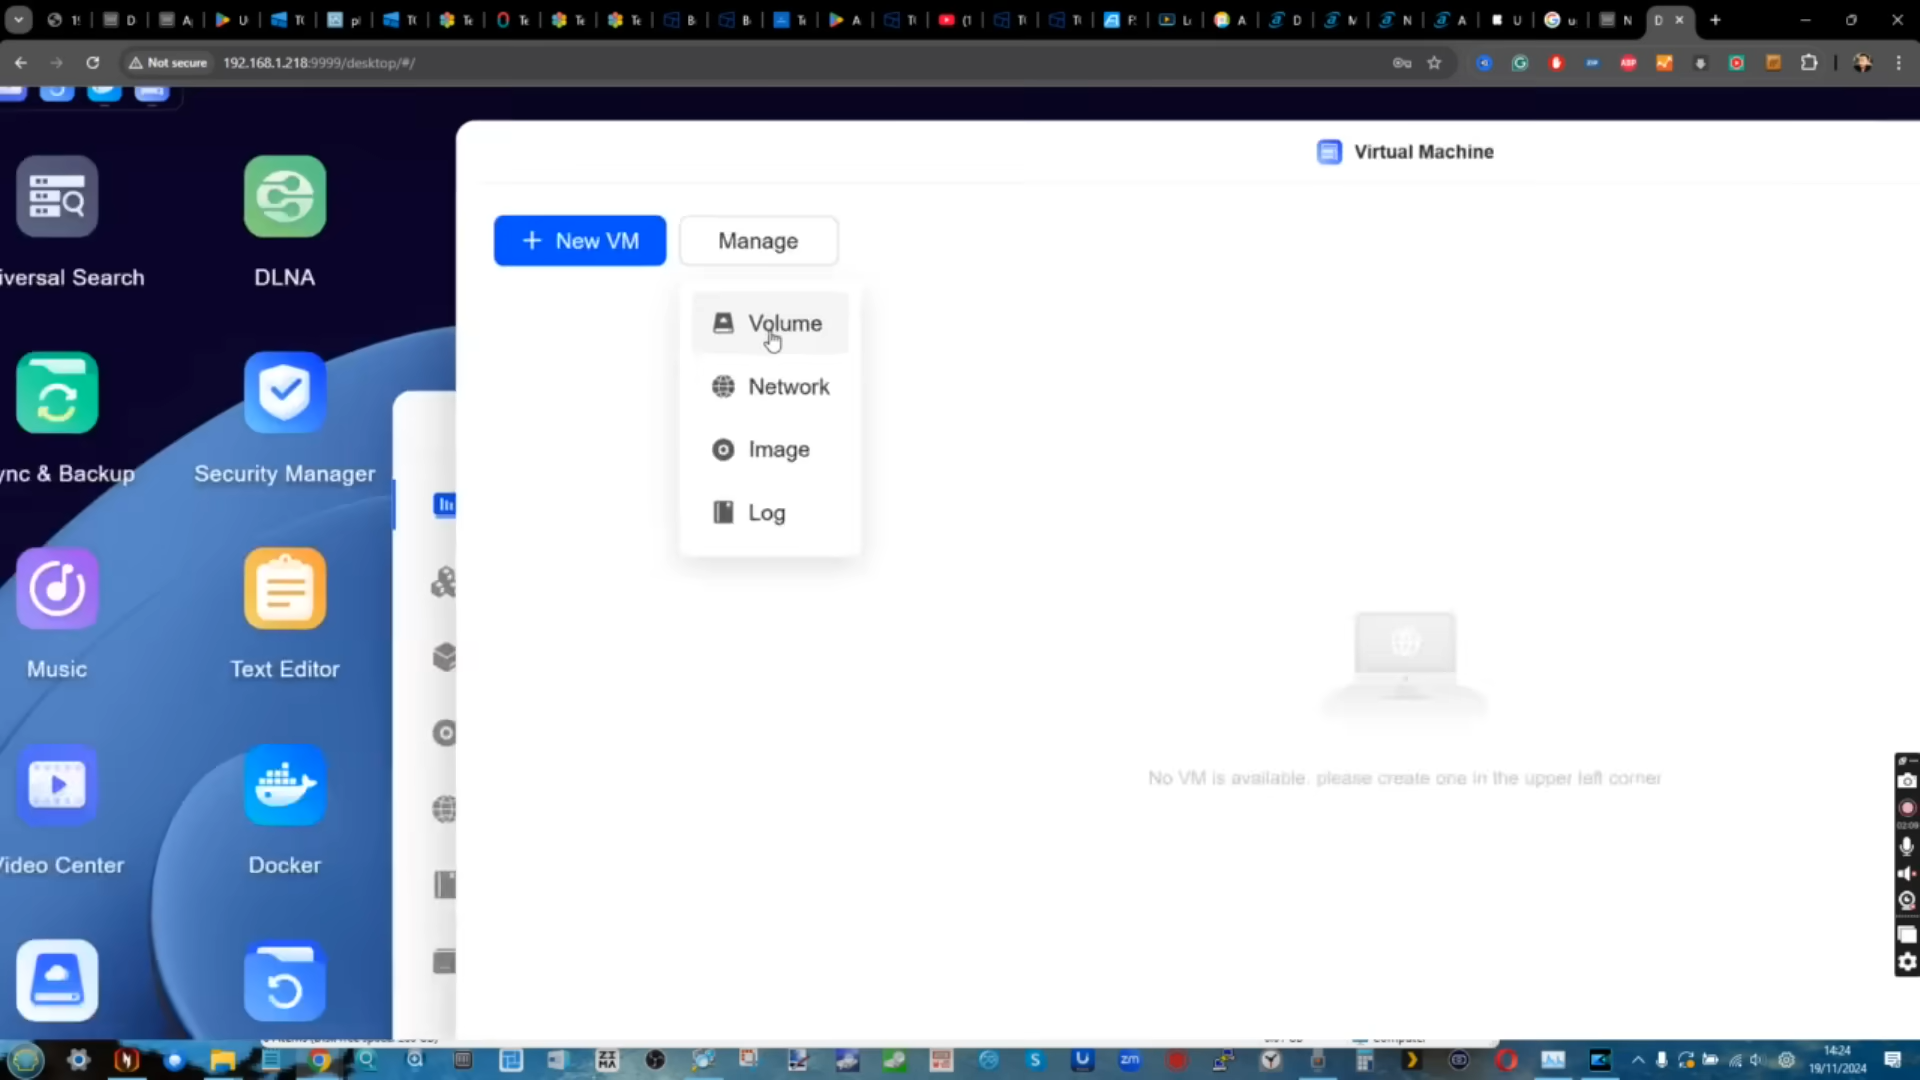 Not secure 192.168.1.218:9999/desktop/#/
Virtual Machine
+ New VM
Manage
Volume
Network
Image
Log
iversal Search
DLNA
ync & Backup
Security Manager
Music
Text Editor
Video Center
Docker
No VM is available, please create one in the upper left corner
02:09
14:24
19/11/2024